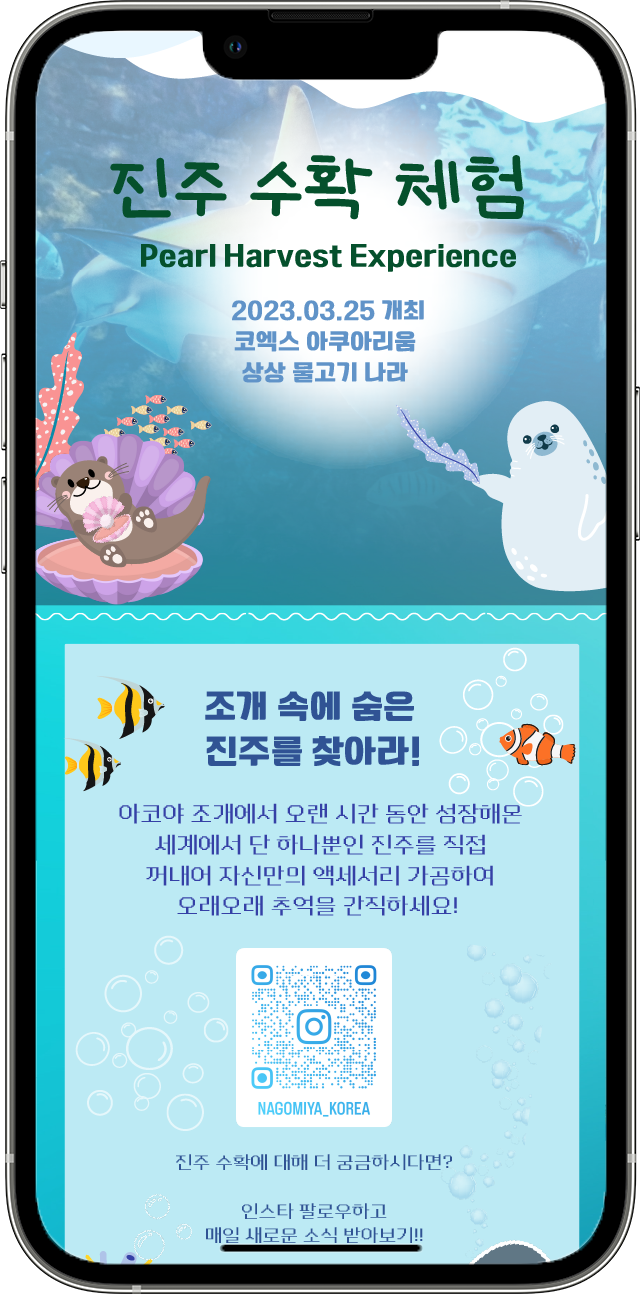 진주 수확 체험
Pearl Harvest Experience
2023.03.25 개최
코엑스 아쿠아리움
상상 물고기 나라
조개 속에 숨은
진주를 찾아라!
아코야 조개에서 오랜 시간 동안 성장해온
세계에서 단 하나뿐인 진주를 직접
꺼내어 자신만의 액세서리 가공하여
오래오래 추억을 간직하세요!
NAGOMIYA_KOREA
진주 수확에 대해 더 궁금하시다면?
인스타 팔로우하고
매일 새로운 소식 받아보기!!